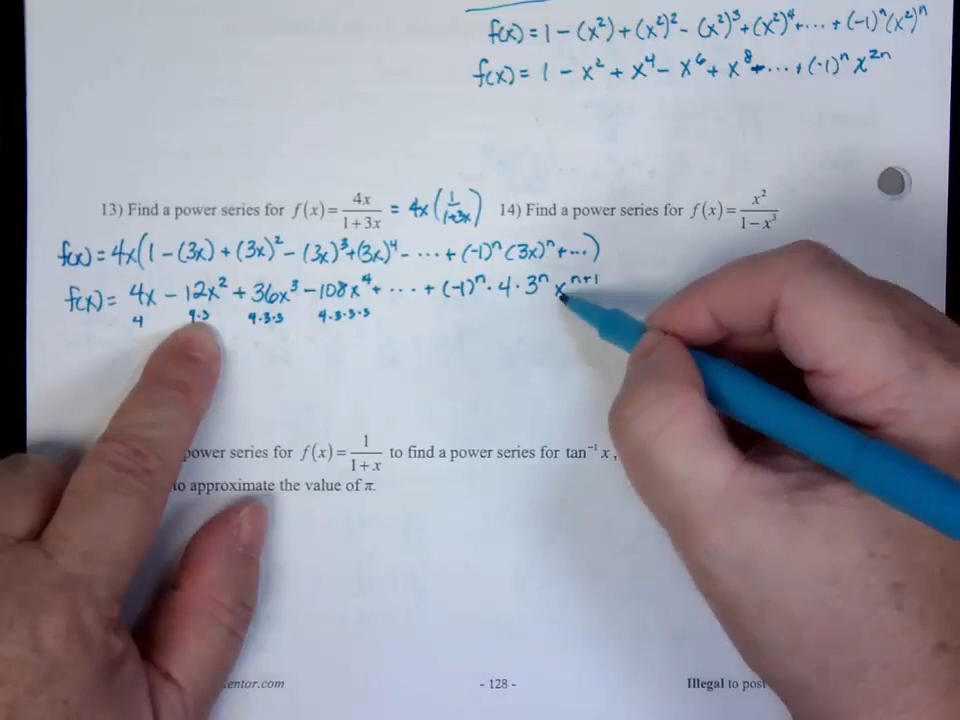 f(x) = 1 - (x²) + (x²)² - (x²)³ + (x²)⁴ + ... + (-1)ⁿ (x²)ⁿ
f(x) = 1 - x² + x⁴ - x⁶ + x⁸ + ... + (-1)ⁿ x²ⁿ
13) Find a power series for f(x) = 4x/(1+3x) = 4x(1/(1+3x))
14) Find a power series for f(x) = x²/(1-x³)
f(x) = 4x(1 - (3x) + (3x)² - (3x)³ + (3x)⁴ - ... + (-1)ⁿ (3x)ⁿ + ...)
f(x) = 4x - 12x² + 36x³ - 108x⁴ + ... + (-1)ⁿ · 4 · 3ⁿ xⁿ⁺¹
4 4·3 4·3·3 4·3·3·3
power series for f(x) = 1/(1+x) to find a power series for tan⁻¹ x,
to approximate the value of π.
- 128 - Illegal to post